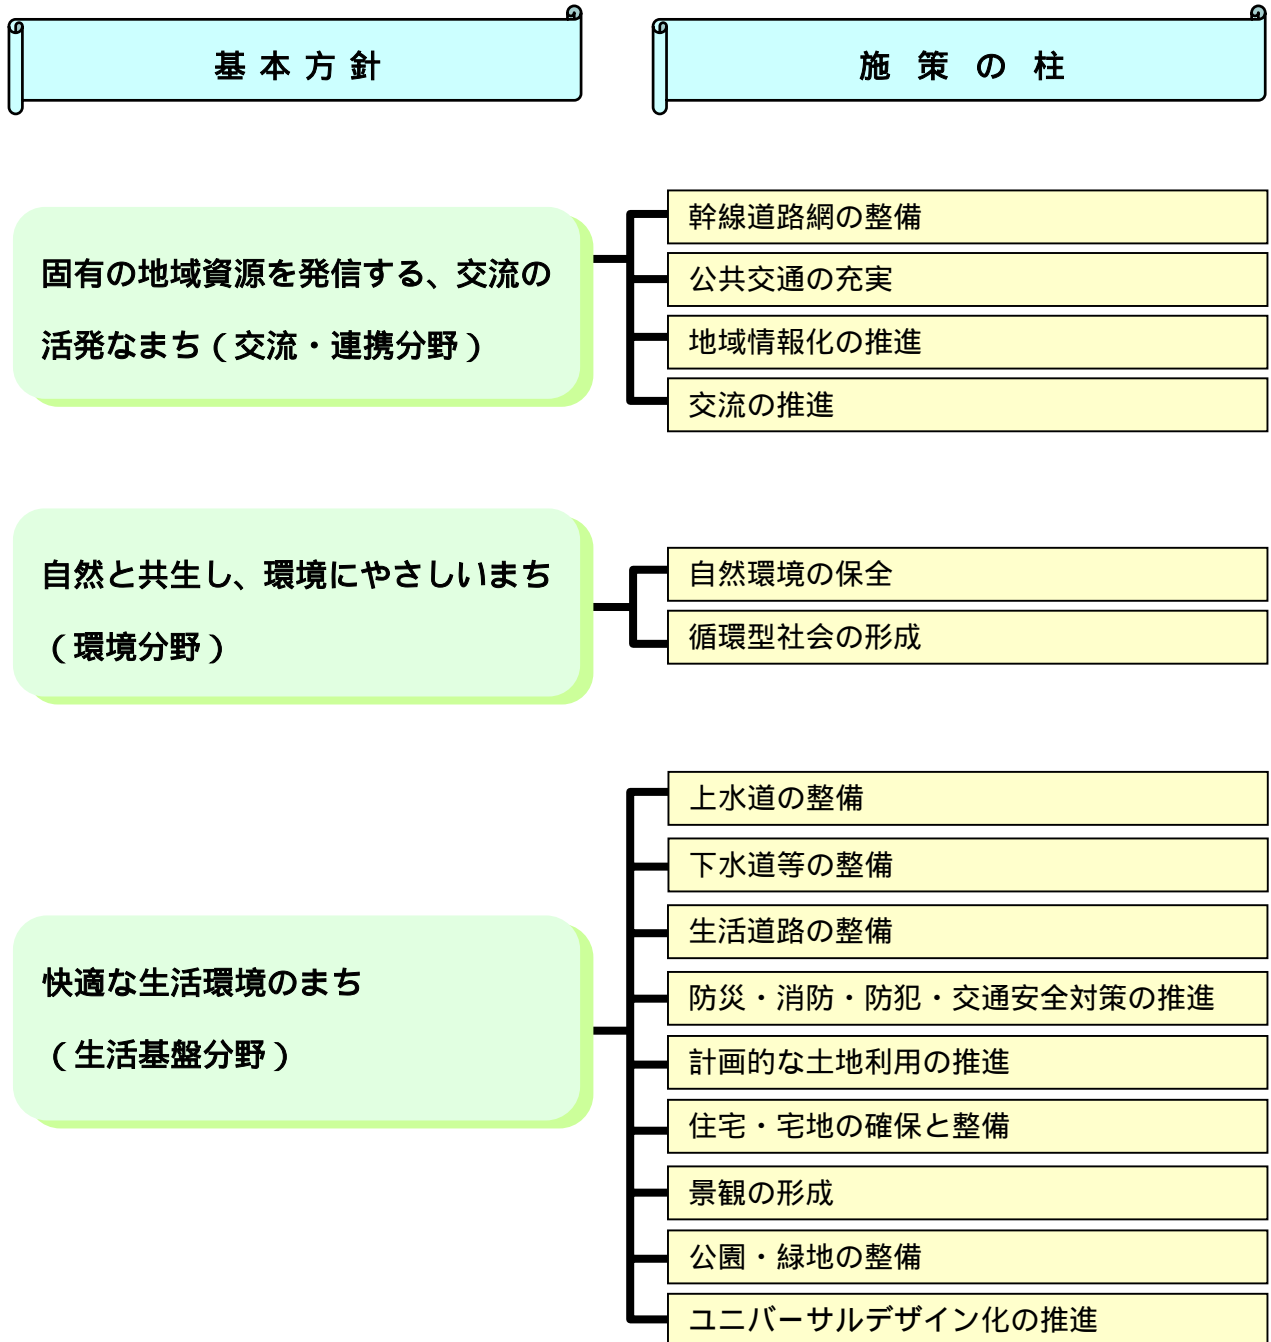 基本方針
施策の柱
固有の地域資源を発信する、交流の
活発なまち（交流・連携分野）
幹線道路網の整備
公共交通の充実
地域情報化の推進
交流の推進
自然と共生し、環境にやさしいまち
（環境分野）
自然環境の保全
循環型社会の形成
快適な生活環境のまち
（生活基盤分野）
上水道の整備
下水道等の整備
生活道路の整備
防災・消防・防犯・交通安全対策の推進
計画的な土地利用の推進
住宅・宅地の確保と整備
景観の形成
公園・緑地の整備
ユニバーサルデザイン化の推進